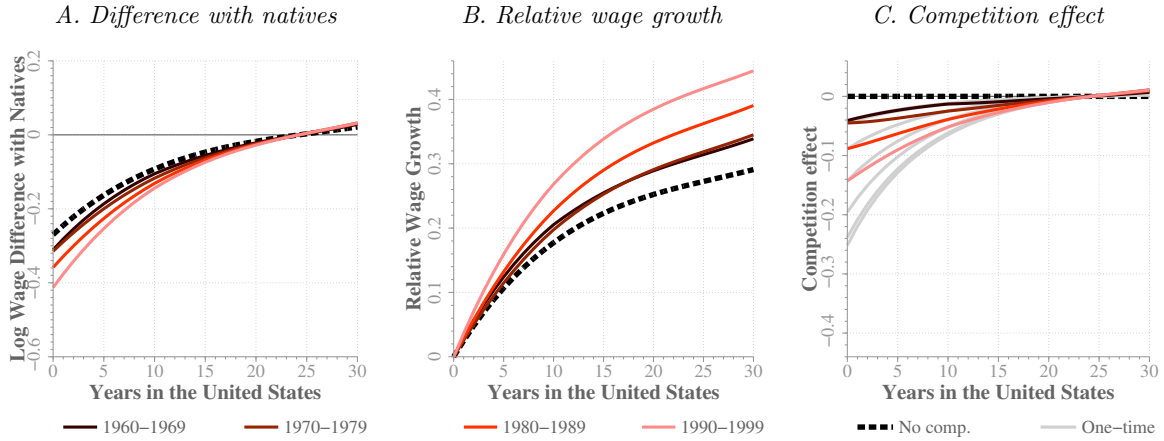 A. Difference with natives
B. Relative wage growth
C. Competition effect
Log Wage Difference with Natives
0.2
0
−0.2
−0.4
−0.6
0 5 10 15 20 25 30
Years in the United States
Relative Wage Growth
0.4
0.3
0.2
0.1
0
0 5 10 15 20 25 30
Years in the United States
Competition effect
0
−0.1
−0.2
−0.3
−0.4
0 5 10 15 20 25 30
Years in the United States
1960−1969 1970−1979 1980−1989 1990−1999 No comp. One−time